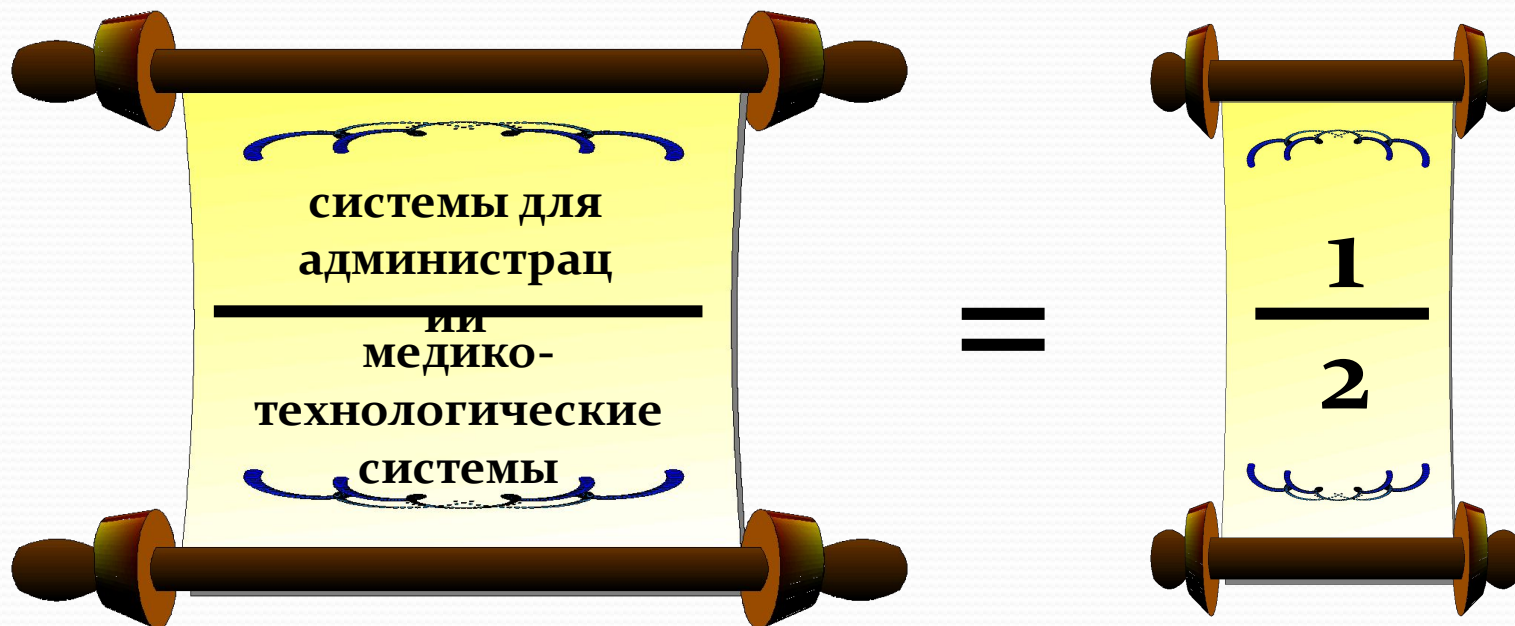 системы для
администрац
ии
медико-
технологические
системы
=
1
2